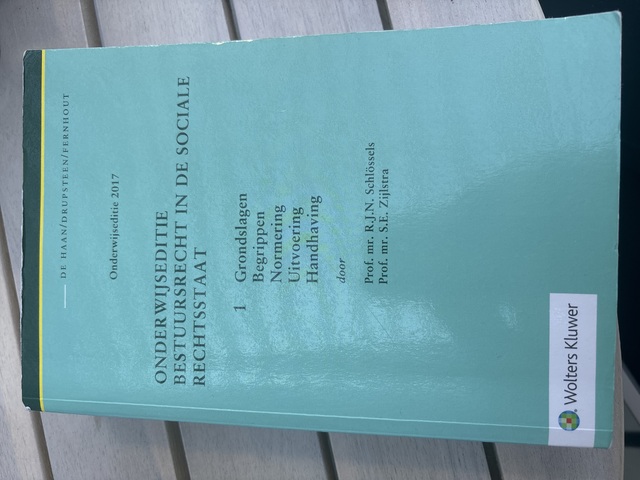 DE HAAN/DRUPSTEEN/FERNHOUT
Onderwijseditie 2017
ONDERWIJSEDITIE
BESTUURSRECHT IN DE SOCIALE
RECHTSSTAAT
1 Grondslagen
Begrippen
Normering
Uitvoering
Handhaving
door
Prof. mr. R.J.N. Schlössels
Prof. mr. S.E. Zijlstra
Wolters Kluwer